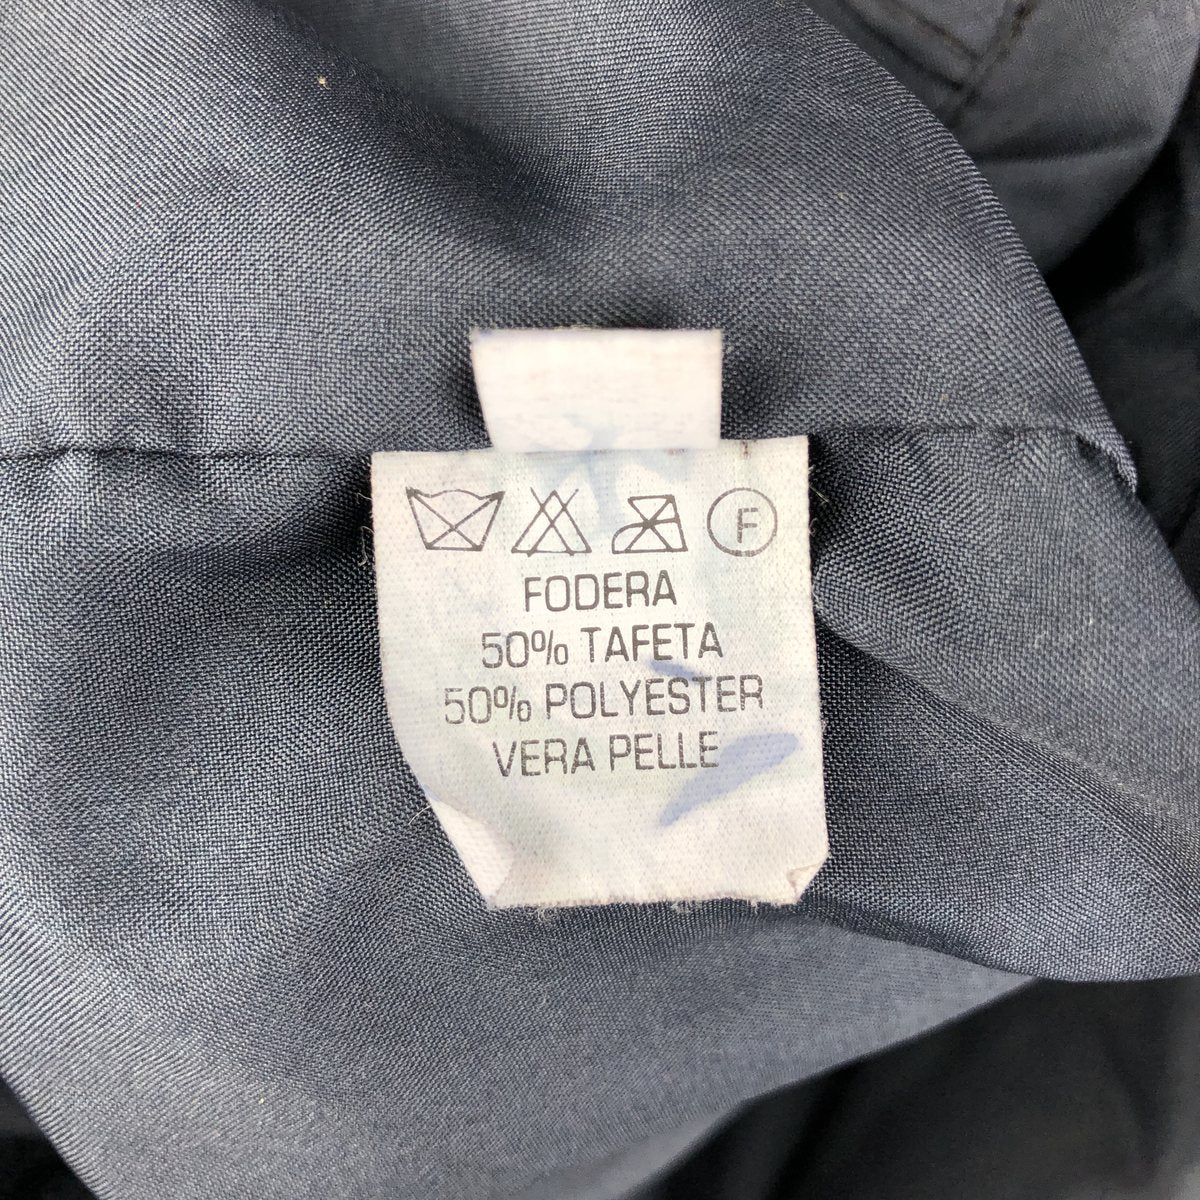 F
FODERA
50% TAFETA
50% POLYESTER
VERA PELLE